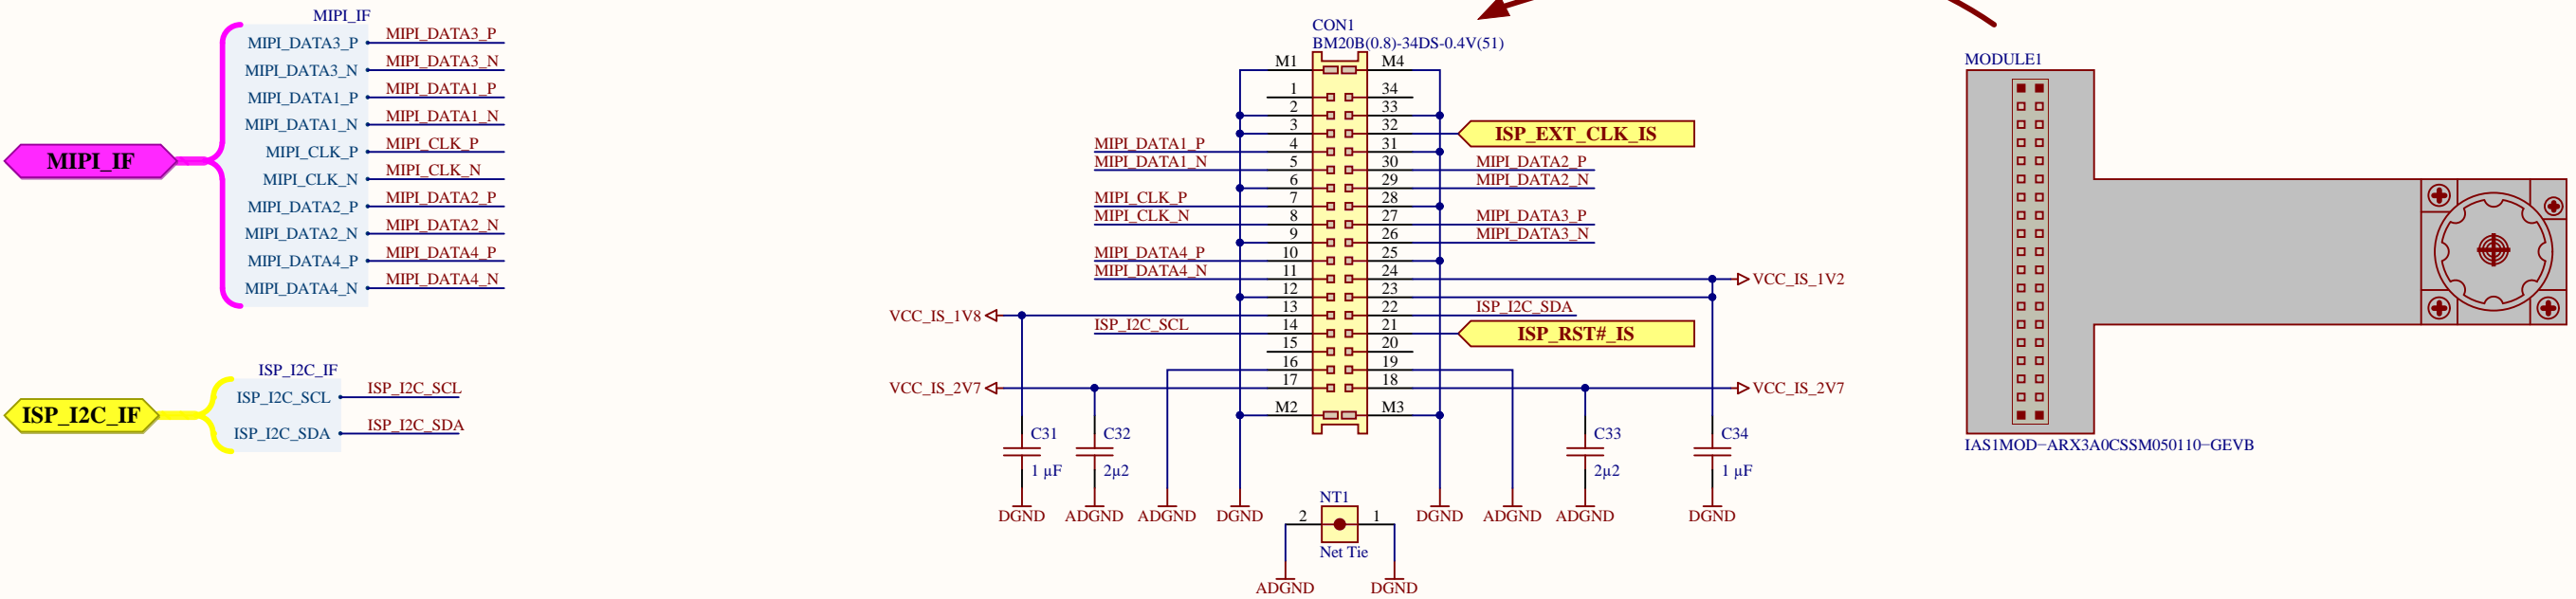 MIPI_IF
MIPI_IF
MIPI_DATA3_P MIPI_DATA3_P
MIPI_DATA3_N MIPI_DATA3_N
MIPI_DATA1_P MIPI_DATA1_P
MIPI_DATA1_N MIPI_DATA1_N
MIPI_CLK_P MIPI_CLK_P
MIPI_CLK_N MIPI_CLK_N
MIPI_DATA2_P MIPI_DATA2_P
MIPI_DATA2_N MIPI_DATA2_N
MIPI_DATA4_P MIPI_DATA4_P
MIPI_DATA4_N MIPI_DATA4_N
ISP_I2C_IF
ISP_I2C_IF
ISP_I2C_SCL ISP_I2C_SCL
ISP_I2C_SDA ISP_I2C_SDA
CON1
BM20B(0.8)-34DS-0.4V(51)
M1 M4
1 34
2 33
3 32 ISP_EXT_CLK_IS
MIPI_DATA1_P 4 31
MIPI_DATA1_N 5 30 MIPI_DATA2_P
6 29 MIPI_DATA2_N
MIPI_CLK_P 7 28
MIPI_CLK_N 8 27 MIPI_DATA3_P
9 26 MIPI_DATA3_N
MIPI_DATA4_P 10 25
MIPI_DATA4_N 11 24 VCC_IS_1V2
12 23
VCC_IS_1V8 13 22 ISP_I2C_SDA
ISP_I2C_SCL 14 21 ISP_RST#_IS
15 20
16 19
VCC_IS_2V7 17 18 VCC_IS_2V7
M2 M3
C31 C32 C33 C34
1 µF 2µ2 2µ2 1 µF
DGND ADGND ADGND DGND DGND ADGND ADGND DGND
NT1
2 1
Net Tie
ADGND DGND
MODULE1
IAS1MOD−ARX3A0CSSM050110−GEVB